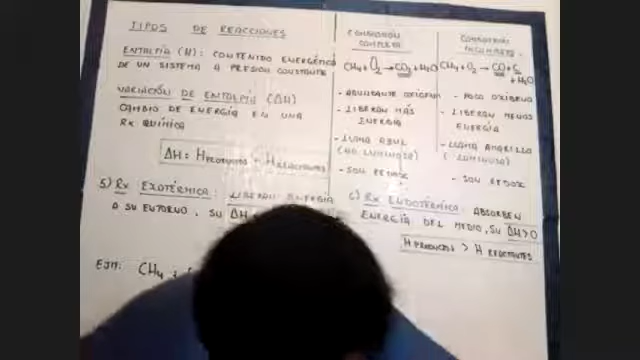 TIPOS DE REACCIONES
ENTALPÍA (H): CONTENIDO ENERGÉTICO
DE UN SISTEMA A PRESIÓN CONSTANTE
VARIACIÓN DE ENTALPÍA (ΔH)
CAMBIO DE ENERGÍA EN UNA
RX QUÍMICA
ΔH: H PRODUCTOS - H REACTANTES
5) RX EXOTÉRMICA: LIBERAN ENERGÍA
A SU ENTORNO, SU ΔH
EJM: CH4 +
COMBUSTIÓN
COMPLETA
CH4 + O2 → CO2 + H2O
- ABUNDANTE OXÍGENO
- LIBERAN MÁS
ENERGÍA
- LLAMA AZUL
(NO LUMINOSA)
- SON REDOX
COMBUSTIÓN
INCOMPLETA
CH4 + O2 → CO + C
+ H2O
- POCO OXÍGENO
- LIBERAN MENOS
ENERGÍA
- LLAMA AMARILLA
(LUMINOSA)
- SON REDOX
C) RX ENDOTÉRMICA: ABSORBEN
ENERGÍA DEL MEDIO, SU ΔH>0
H PRODUCTOS > H REACTANTES